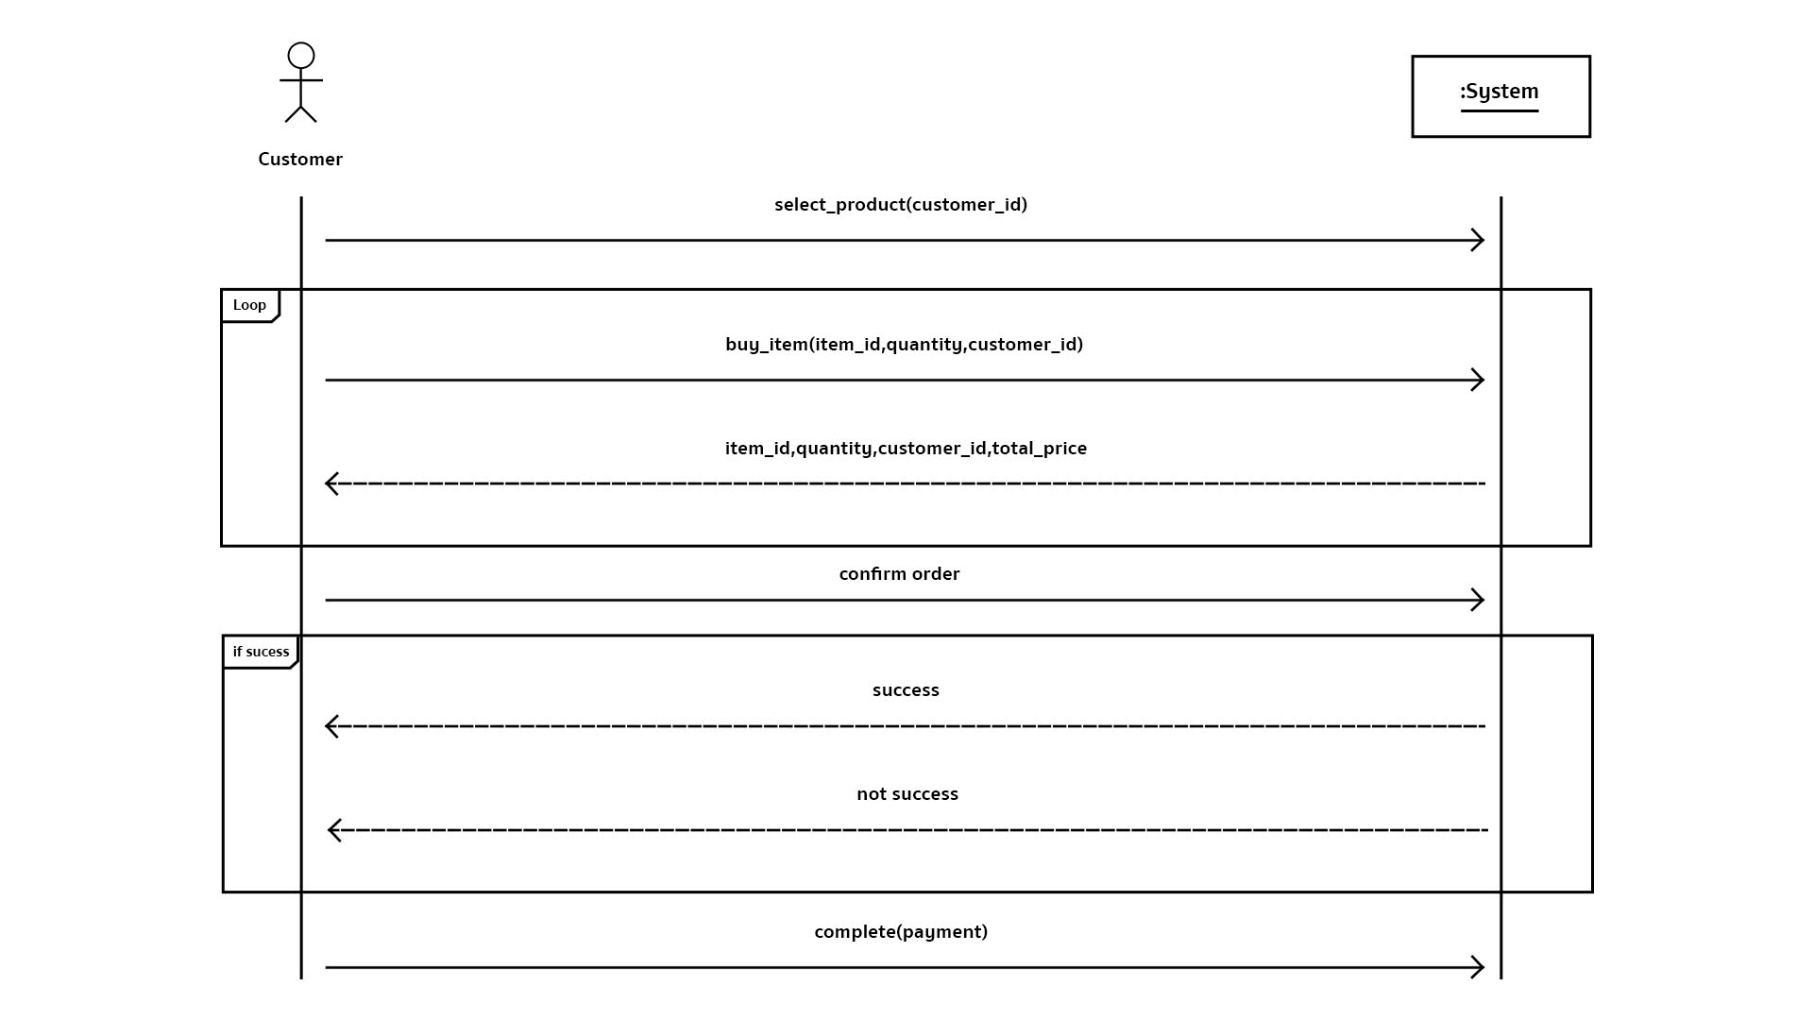 :System
Customer
select_product(customer_id)
Loop
buy_item(item_id,quantity,customer_id)
item_id,quantity,customer_id,total_price
confirm order
if sucess
success
not success
complete(payment)